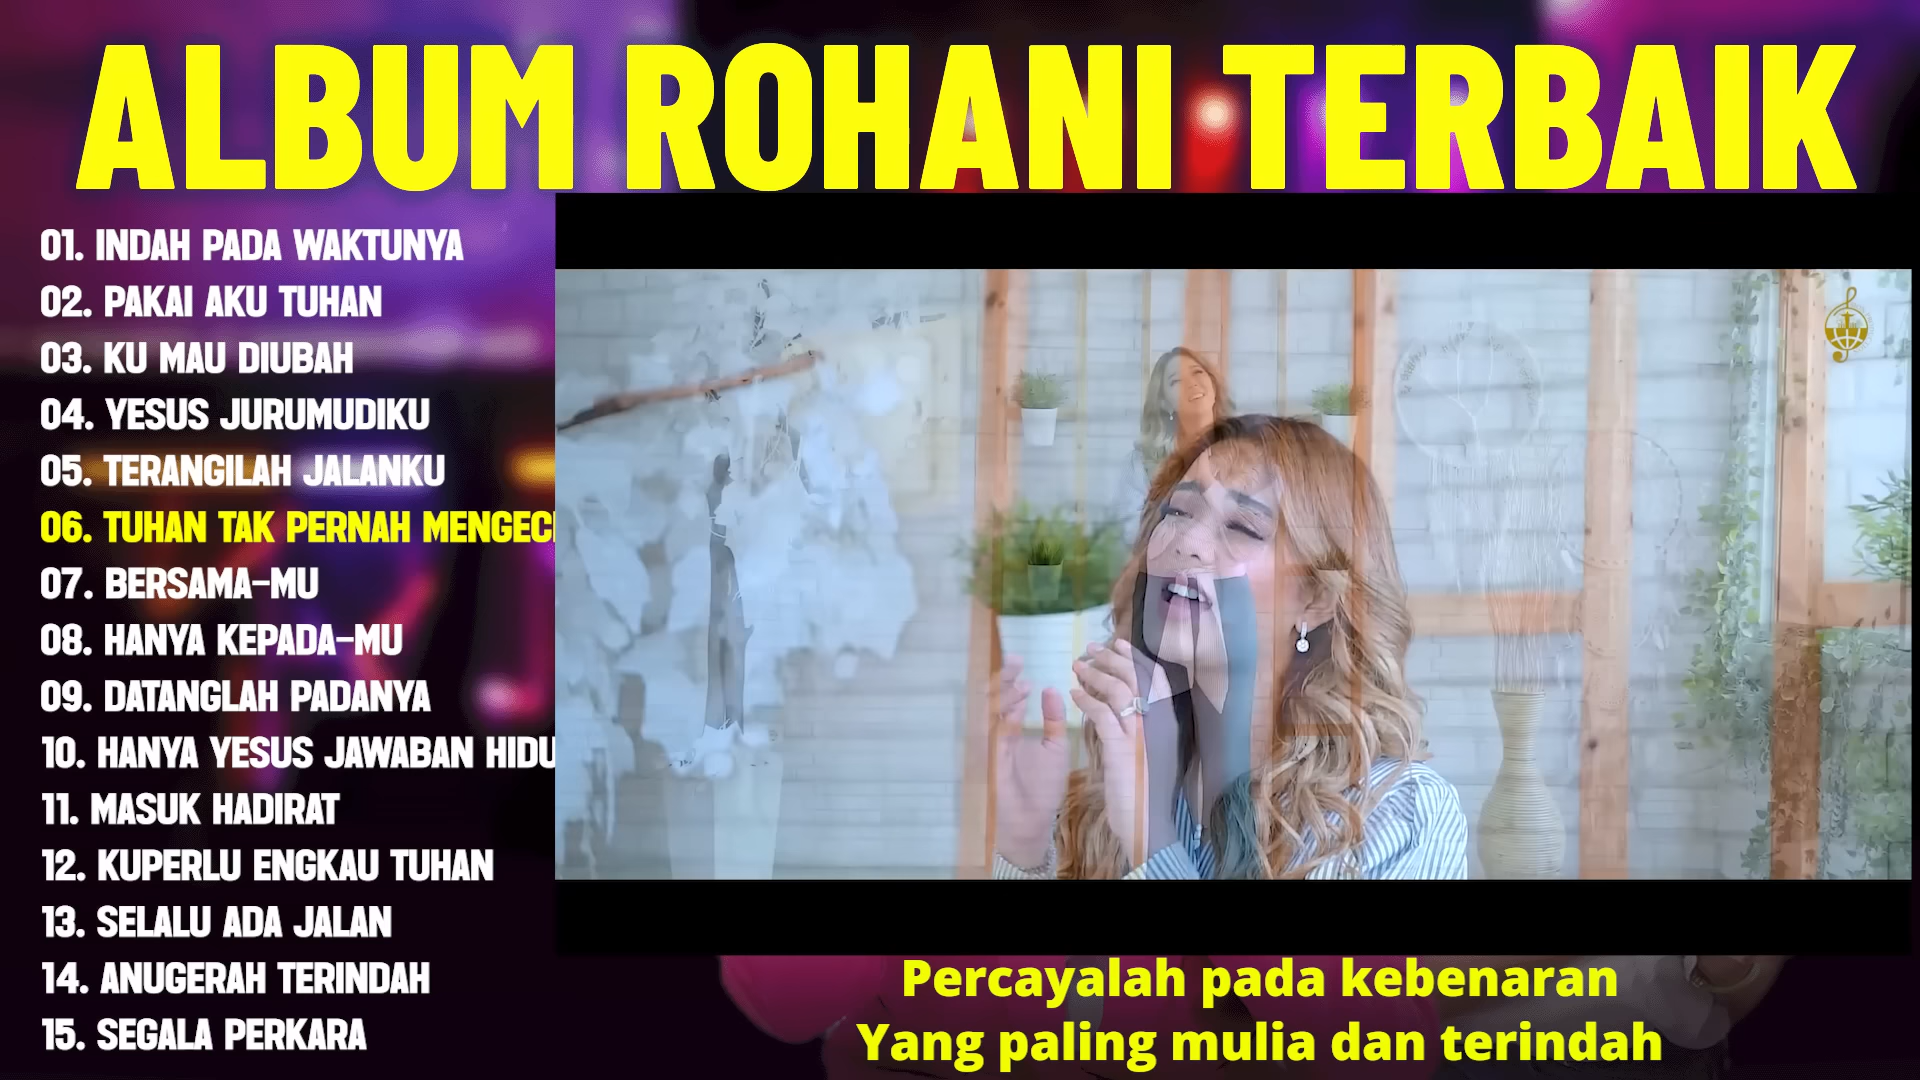 ALBUM ROHANI TERBAIK
01. INDAH PADA WAKTUNYA
02. PAKAI AKU TUHAN
03. KU MAU DIUBAH
04. YESUS JURUMUDIKU
05. TERANGILAH JALANKU
06. TUHAN TAK PERNAH
07. BERSAMA-MU
08. HANYA KEPADA-MU
09. DATANGLAH PADANYA
10. HANYA YESUS JAWABAN HIDU
11. MASUK HADIRAT
12. KUPERLU ENGKAU TUHAN
13. SELALU ADA JALAN
14. ANUGERAH TERINDAH
15. SEGALA PERKARA
Percayalah pada kebenaran
Yang paling mulia dan terindah